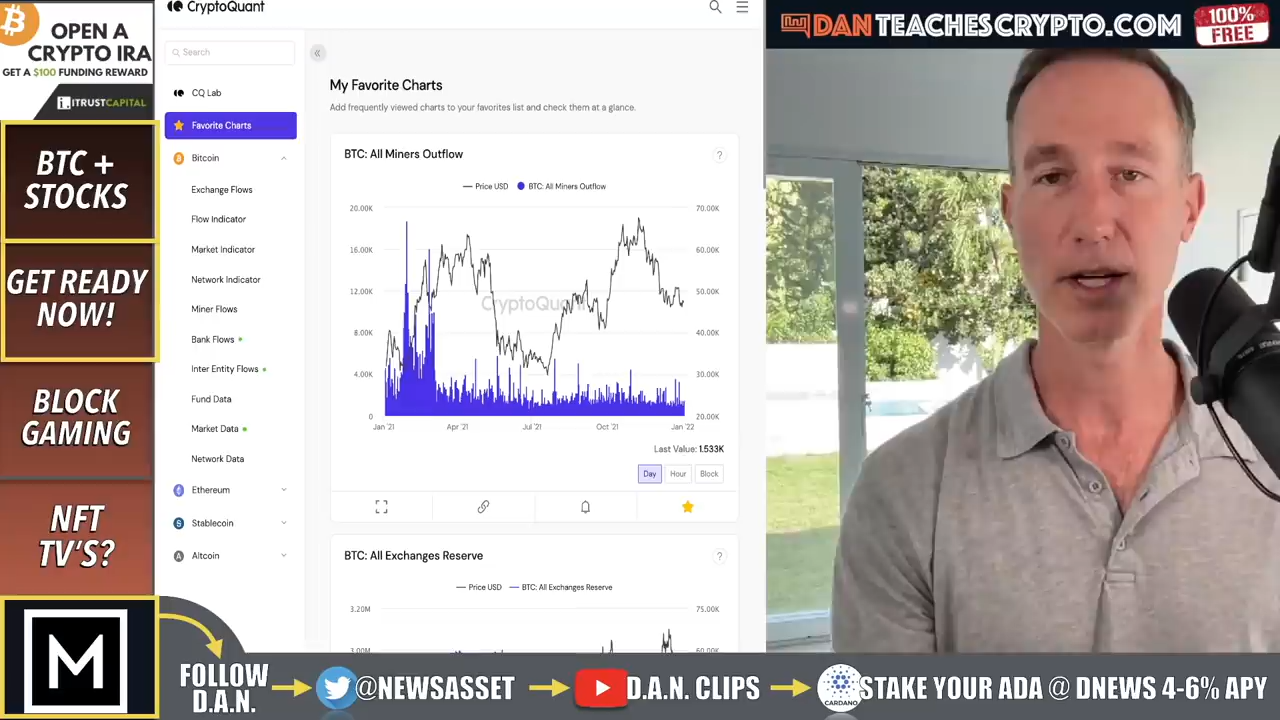 OPEN A
CRYPTO IRA
GET A $100 FUNDING REWARD
ITRUSTCAPITAL
BTC +
STOCKS
GET READY
NOW!
BLOCK
GAMING
NFT
TV'S?
M
CryptoQuant
Search
CQ Lab
Favorite Charts
Bitcoin
Exchange Flows
Flow Indicator
Market Indicator
Network Indicator
Miner Flows
Bank Flows
Inter Entity Flows
Fund Data
Market Data
Network Data
Ethereum
Stablecoin
Altcoin
«
My Favorite Charts
Add frequently viewed charts to your favorites list and check them at a glance.
BTC: All Miners Outflow
?
Price USD BTC: All Miners Outflow
20.00K 70.00K
16.00K 60.00K
12.00K 50.00K
CryptoQuant
8.00K 40.00K
4.00K 30.00K
0 20.00K
Jan '21 Apr '21 Jul '21 Oct '21 Jan '22
Last Value: 1.533K
Day Hour Block
BTC: All Exchanges Reserve
?
Price USD BTC: All Exchanges Reserve
3.20M 75.00K
3.00M 60.00K
DANTEACHESCRYPTO.COM
100%
FREE
FOLLOW
D.A.N.
@NEWSASSET
D.A.N. CLIPS
CARDANO
STAKE YOUR ADA @ DNEWS 4-6% APY